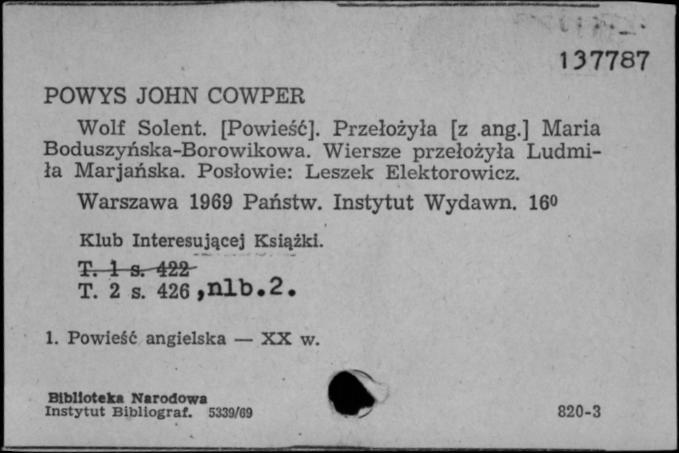 137787
POWYS JOHN COWPER
Wolf Solent. [Powieść]. Przełożyła [z ang.] Maria
Boduszyńska-Borowikowa. Wiersze przełożyła Ludmi-
ła Marjańska. Posłowie: Leszek Elektorowicz.
Warszawa 1969 Państw. Instytut Wydawn. 16⁰
Klub Interesującej Książki.
T. 1 s. 422
T. 2 s. 426 ,nlb.2.
1. Powieść angielska — XX w.
Biblioteka Narodowa
Instytut Bibliograf. 5339/69
820-3